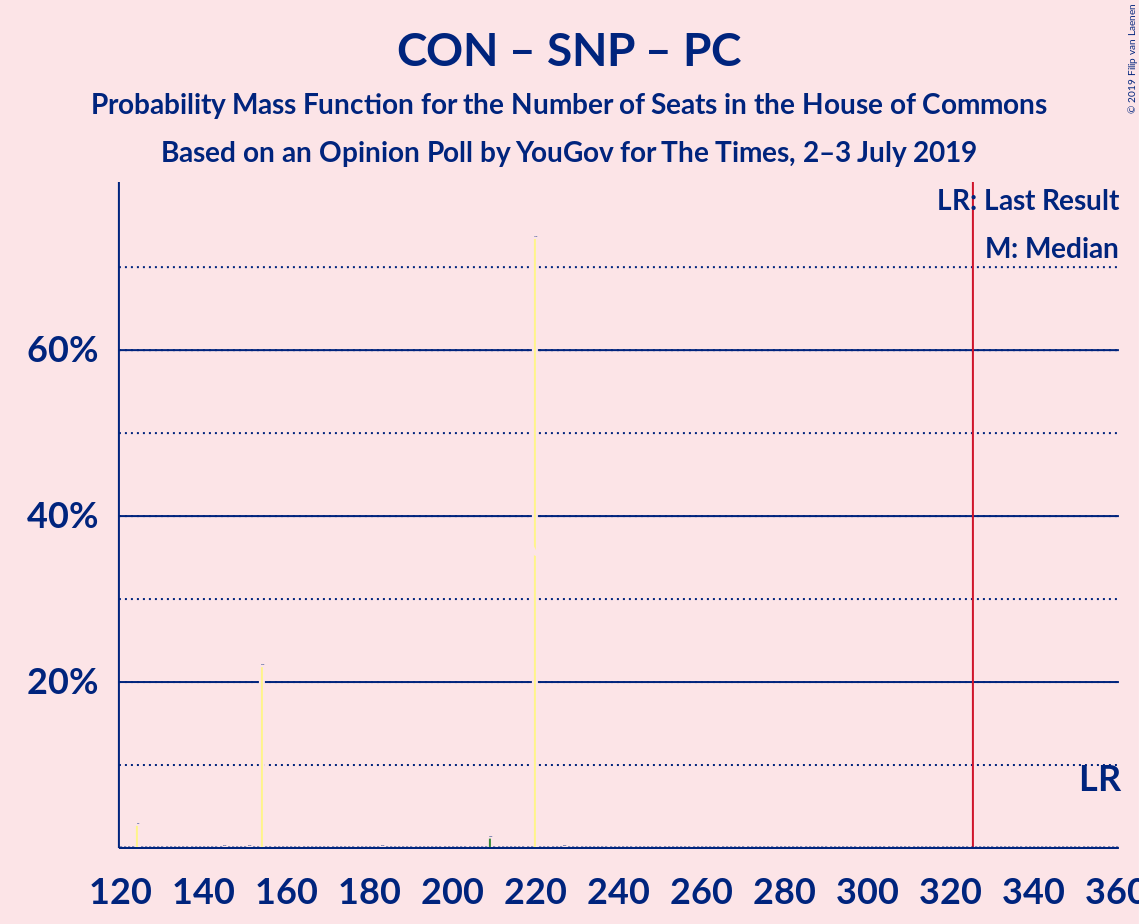 CON – SNP – PC
Probability Mass Function for the Number of Seats in the House of Commons
Based on an Opinion Poll by YouGov for The Times, 2–3 July 2019
© 2019 Filip van Laenen
LR: Last Result
M: Median
60%
40%
20%
LR
120 140 160 180 200 220 240 260 280 300 320 340 360